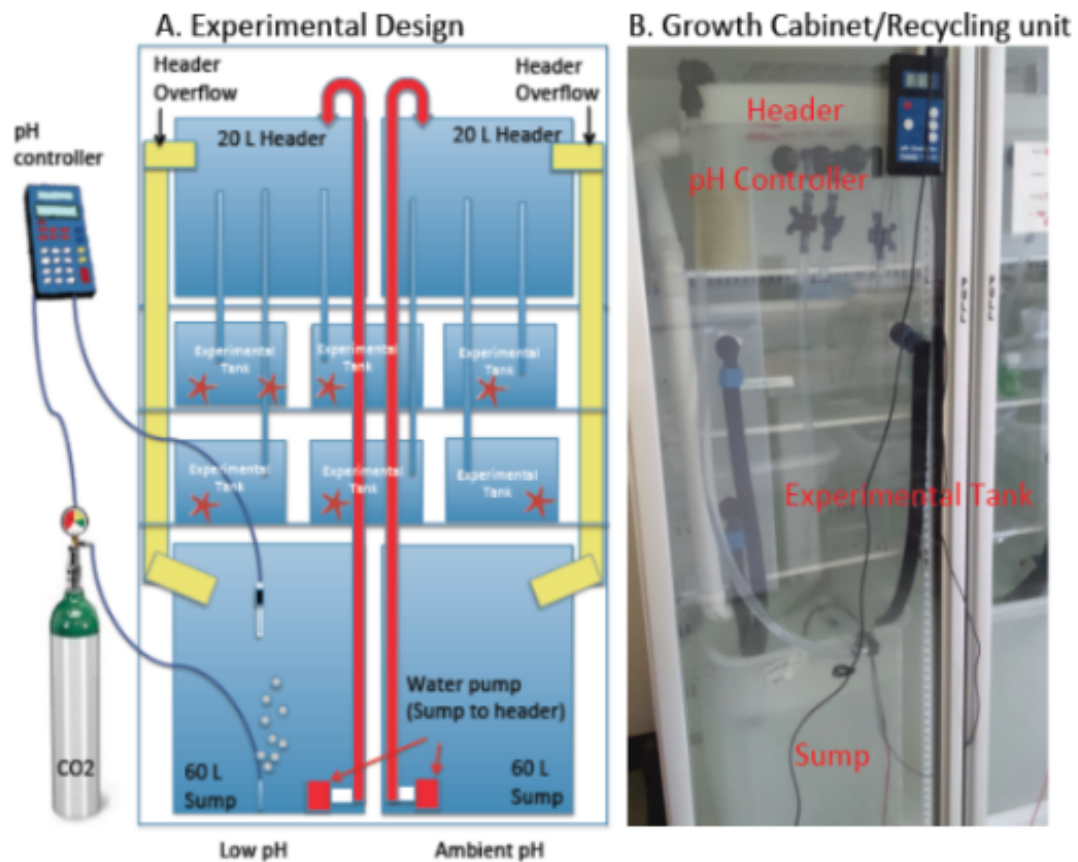 A. Experimental Design
B. Growth Cabinet/Recycling unit
Header
Overflow
Header
Overflow
pH
controller
20 L Header
20 L Header
Experimental
Tank
Experimental
Tank
Experimental
Tank
Experimental
Tank
Experimental
Tank
Experimental
Tank
Water pump
(Sump to header)
CO2
60 L
Sump
60 L
Sump
Low pH
Ambient pH
Header
pH Controller
Experimental Tank
Sump